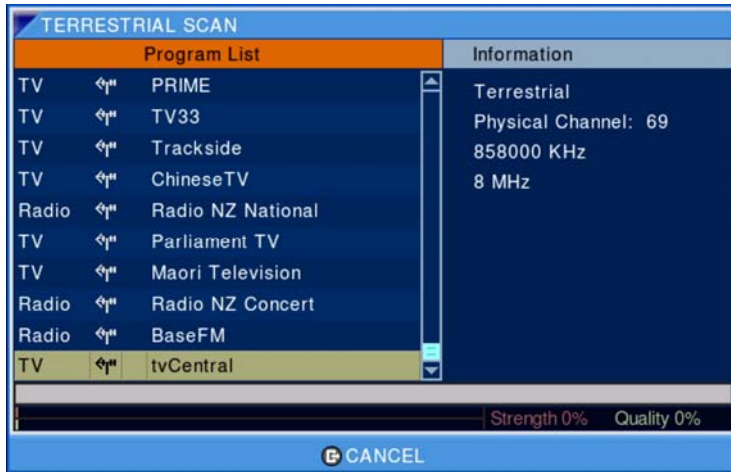 TERRESTRIAL SCAN
Program List
Information
TV PRIME
TV TV33
TV Trackside
TV ChineseTV
Radio Radio NZ National
TV Parliament TV
TV Maori Television
Radio Radio NZ Concert
Radio BaseFM
TV tvCentral
Terrestrial
Physical Channel: 69
858000 KHz
8 MHz
Strength 0% Quality 0%
CANCEL